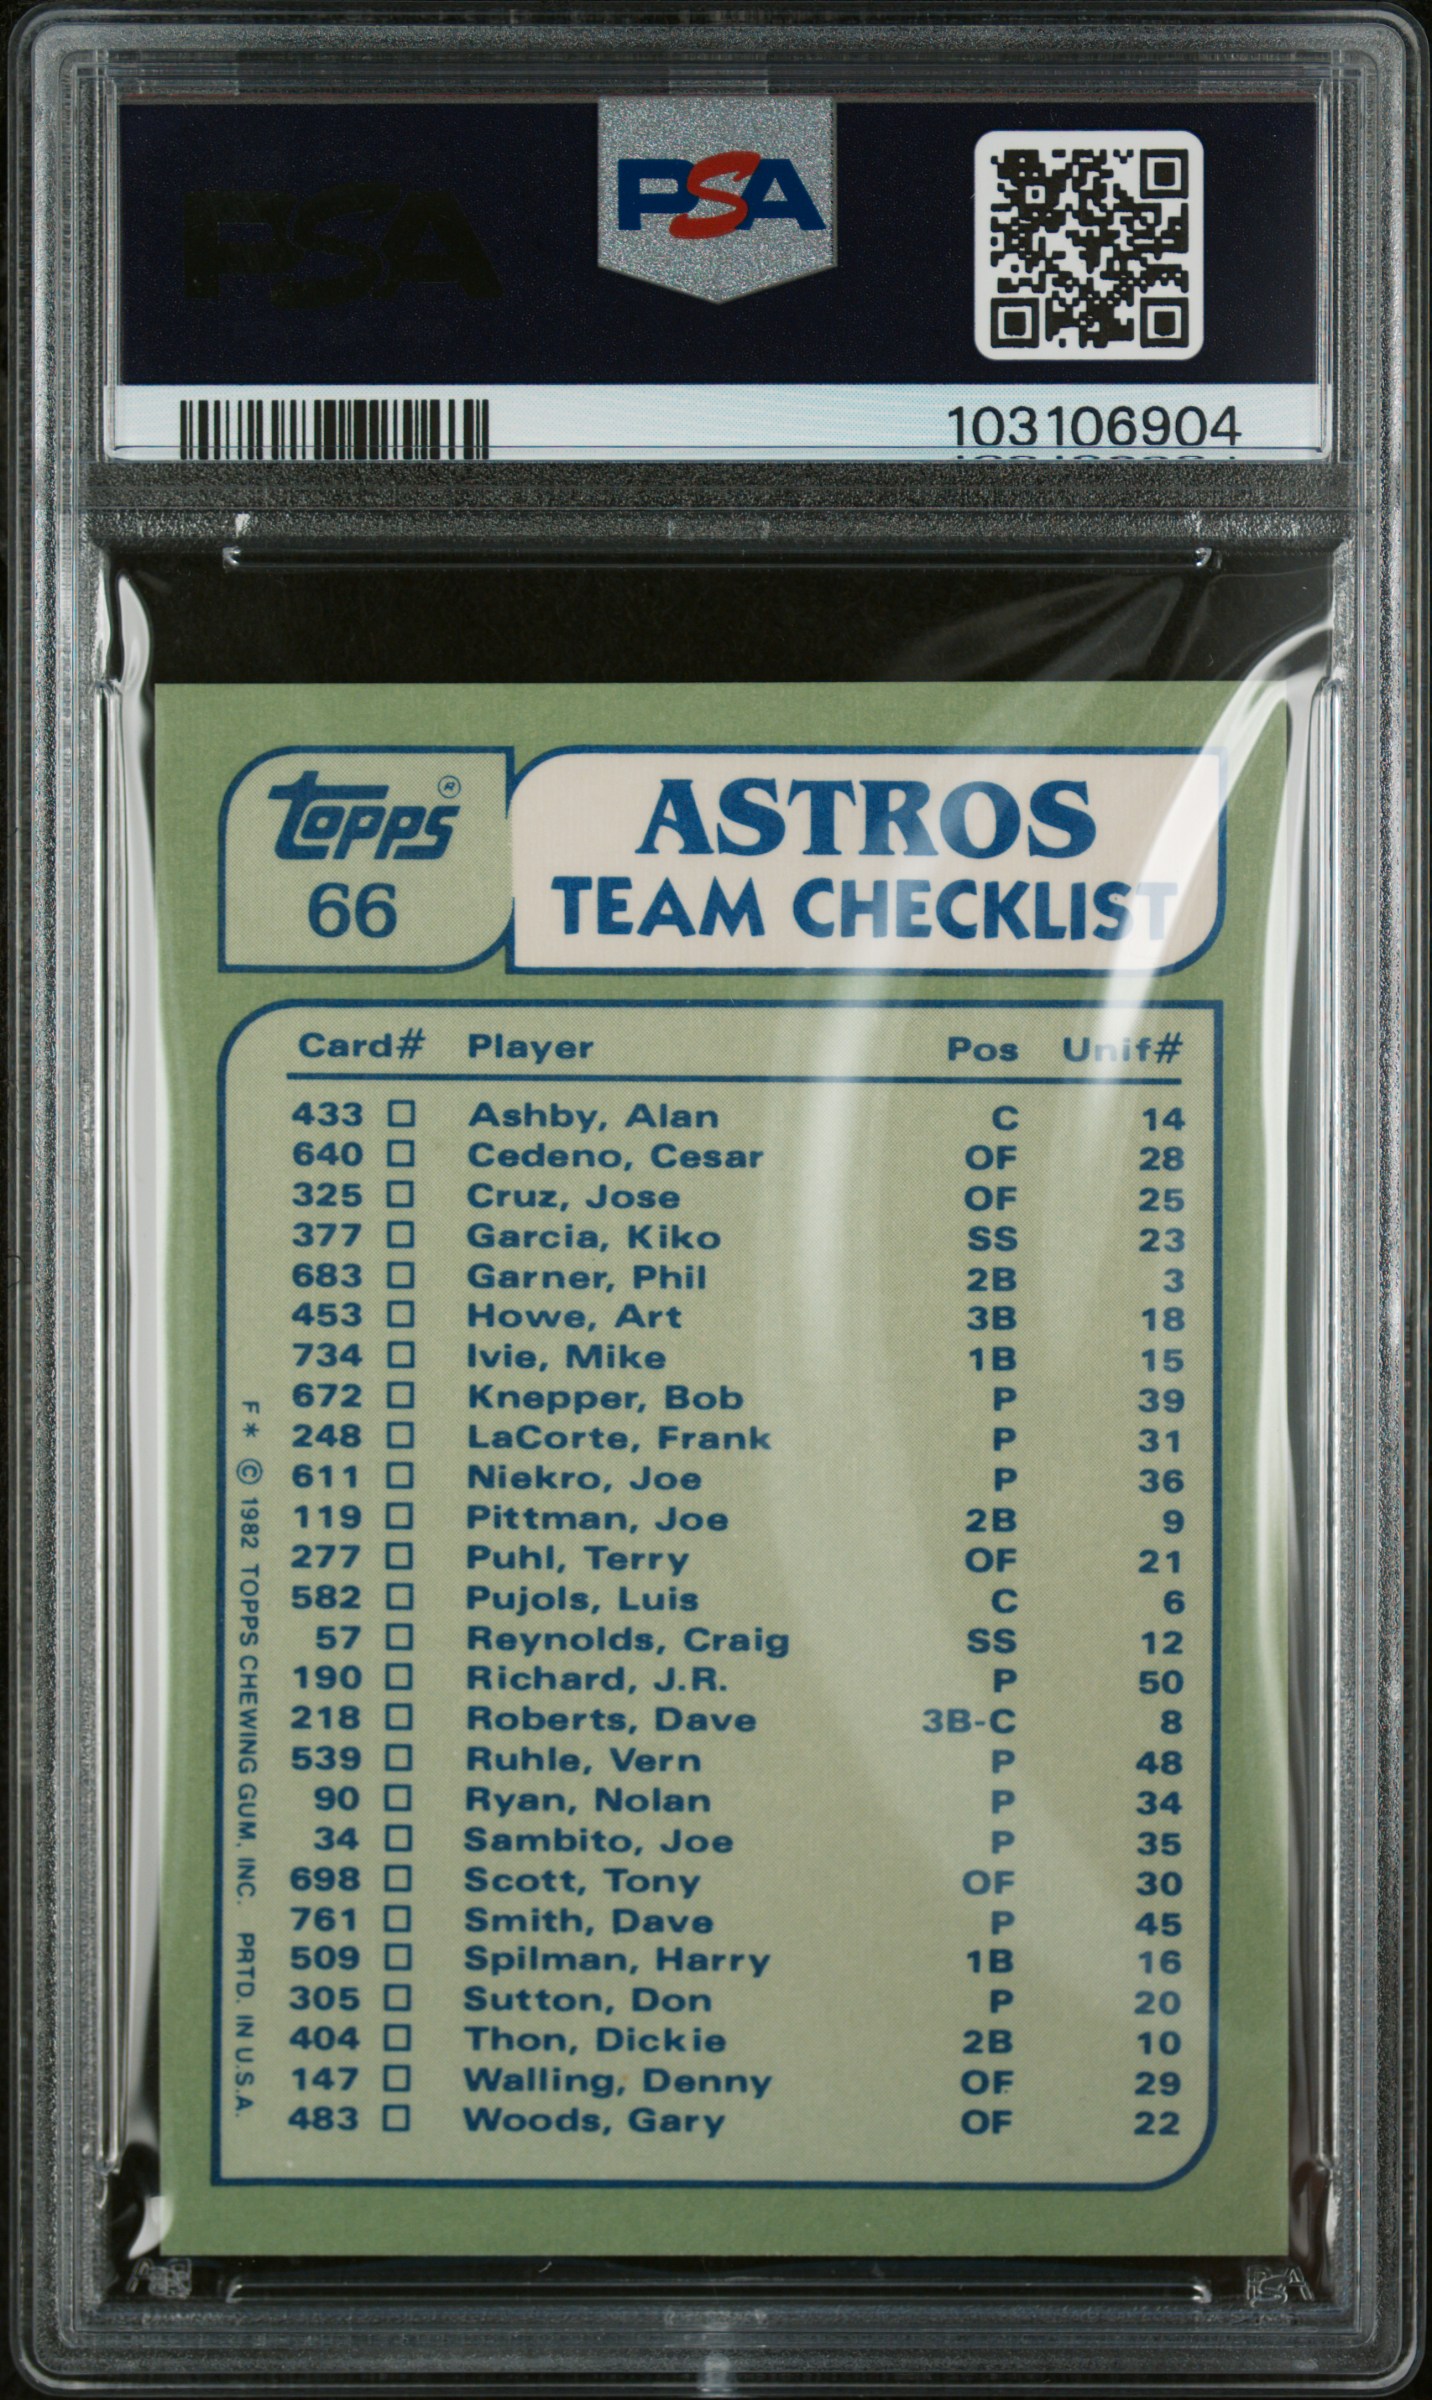 PSA
PSA
103106904
topps®
66
ASTROS
TEAM CHECKLIST
Card# Player Pos Unif#
433 Ashby, Alan C 14
640 Cedeno, Cesar OF 28
325 Cruz, Jose OF 25
377 Garcia, Kiko SS 23
683 Garner, Phil 2B 3
453 Howe, Art 3B 18
734 Ivie, Mike 1B 15
672 Knepper, Bob P 39
248 LaCorte, Frank P 31
611 Niekro, Joe P 36
119 Pittman, Joe 2B 9
277 Puhl, Terry OF 21
582 Pujols, Luis C 6
57 Reynolds, Craig SS 12
190 Richard, J.R. P 50
218 Roberts, Dave 3B-C 8
539 Ruhle, Vern P 48
90 Ryan, Nolan P 34
34 Sambito, Joe P 35
698 Scott, Tony OF 30
761 Smith, Dave P 45
509 Spilman, Harry 1B 16
305 Sutton, Don P 20
404 Thon, Dickie 2B 10
147 Walling, Denny OF 29
483 Woods, Gary OF 22
F* © 1982 TOPPS CHEWING GUM, INC. PRTD. IN U.S.A.
PSA